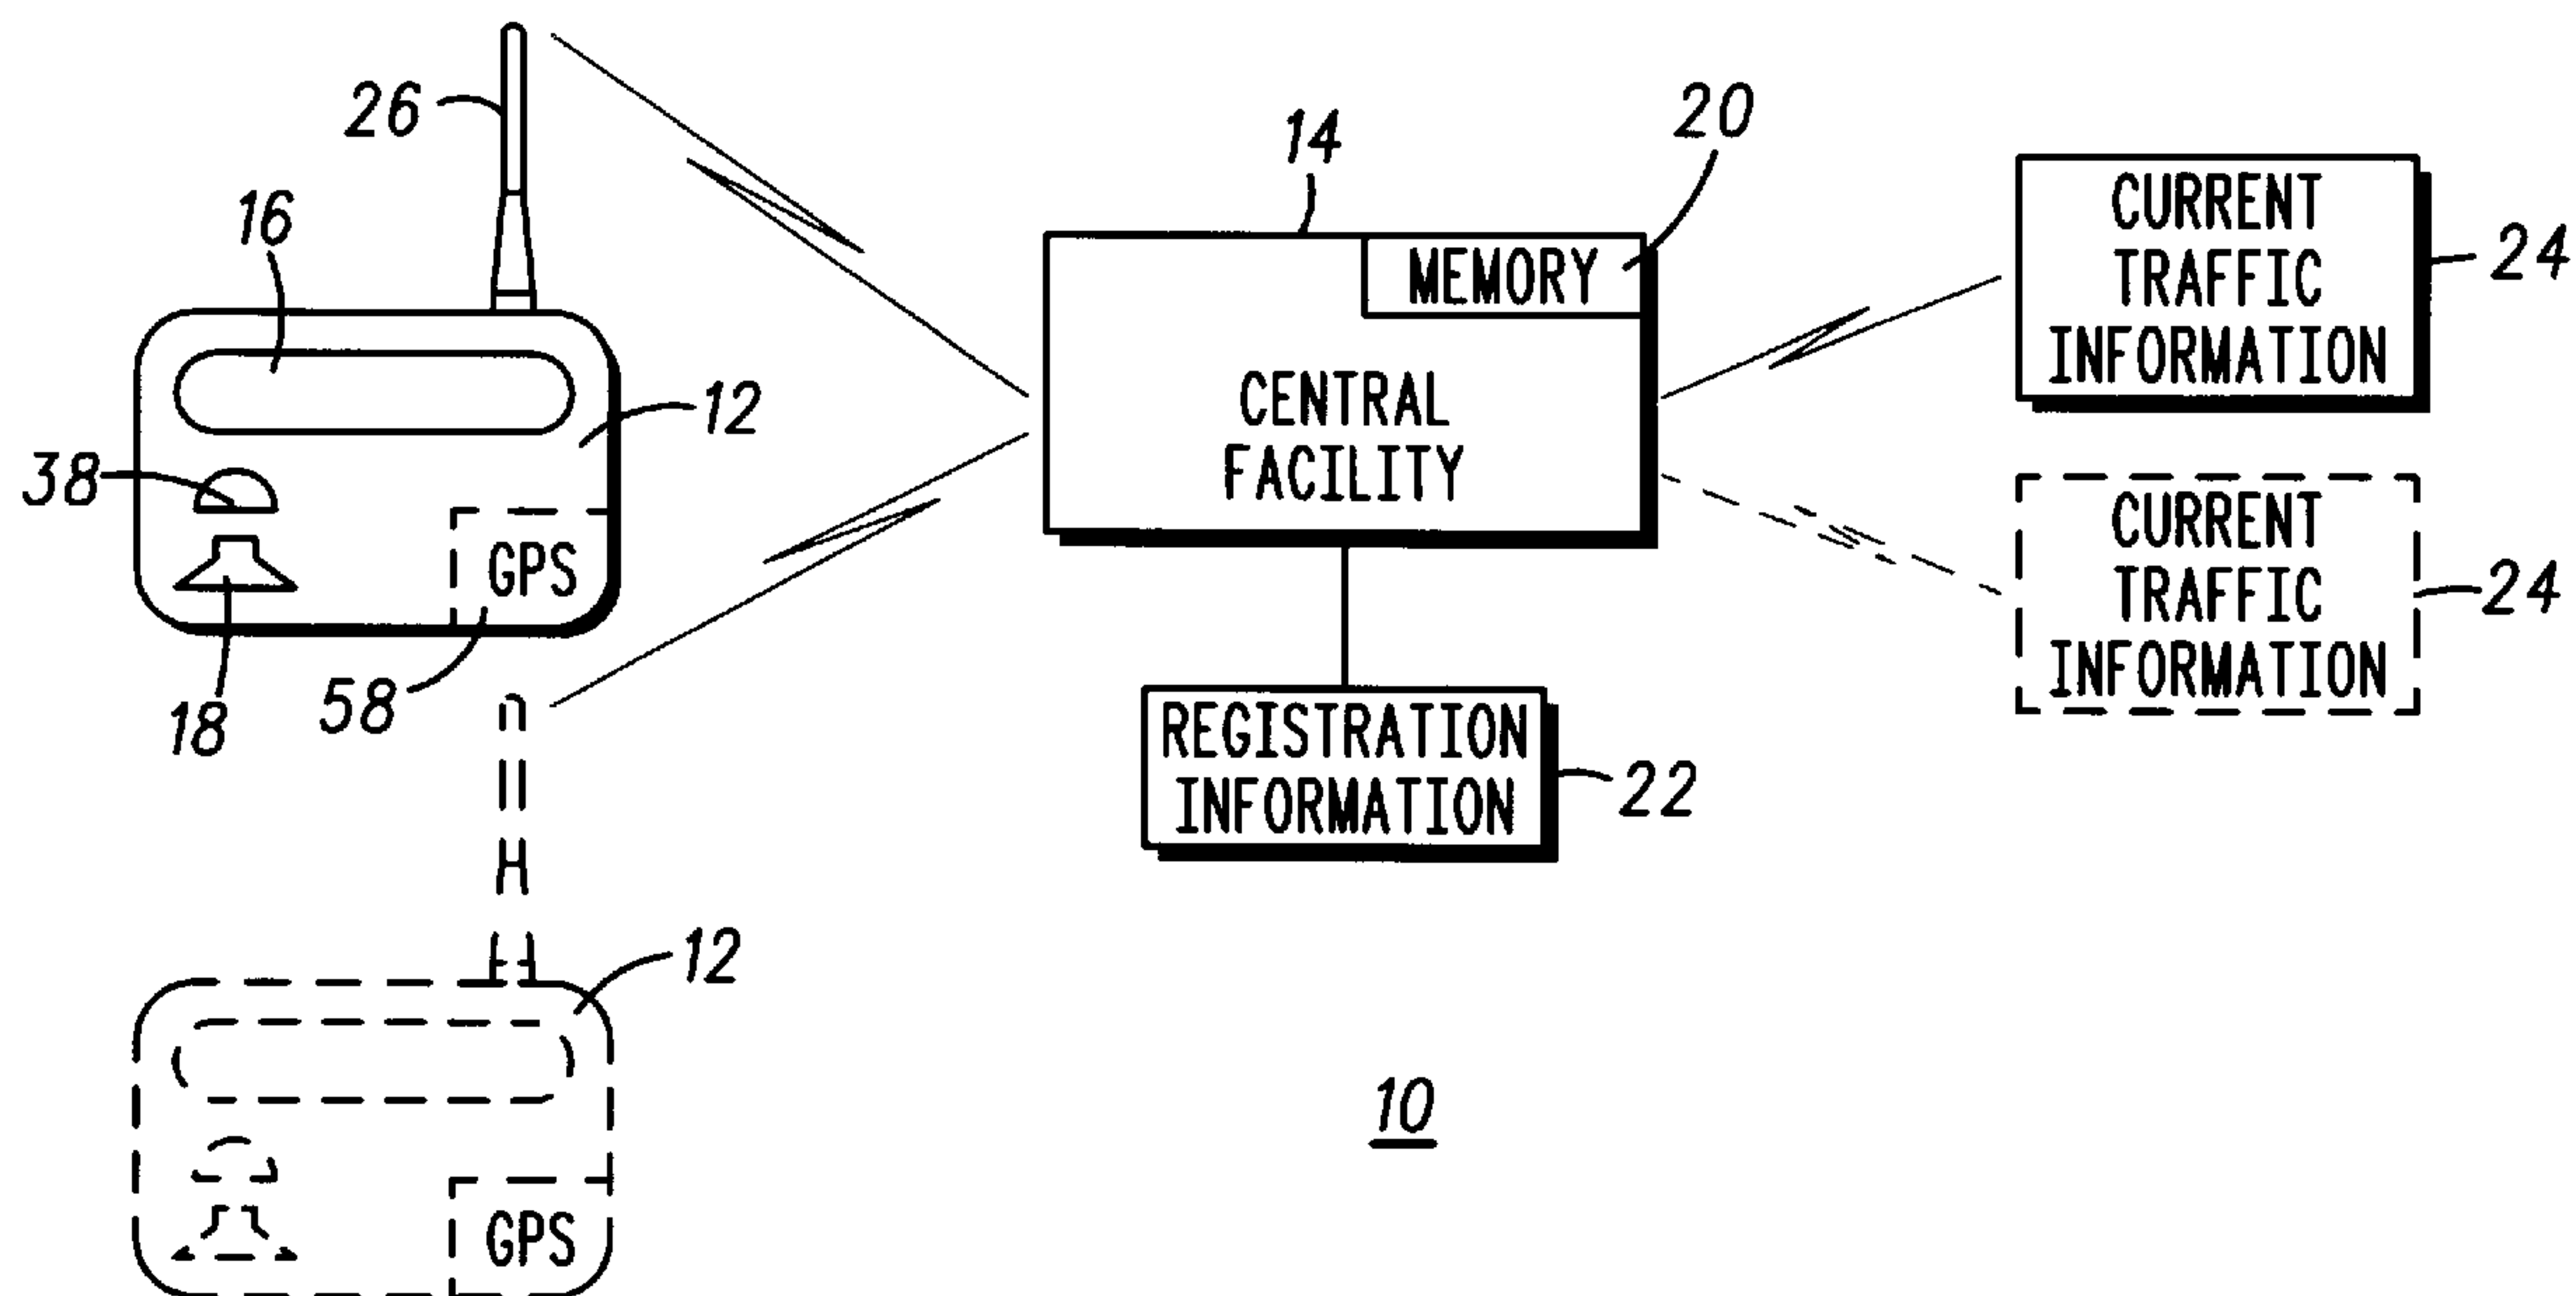 26
16
12
38
GPS
18
58
14
20
MEMORY
CENTRAL
FACILITY
REGISTRATION
INFORMATION
22
CURRENT
TRAFFIC
INFORMATION
24
CURRENT
TRAFFIC
INFORMATION
24
12
GPS
10